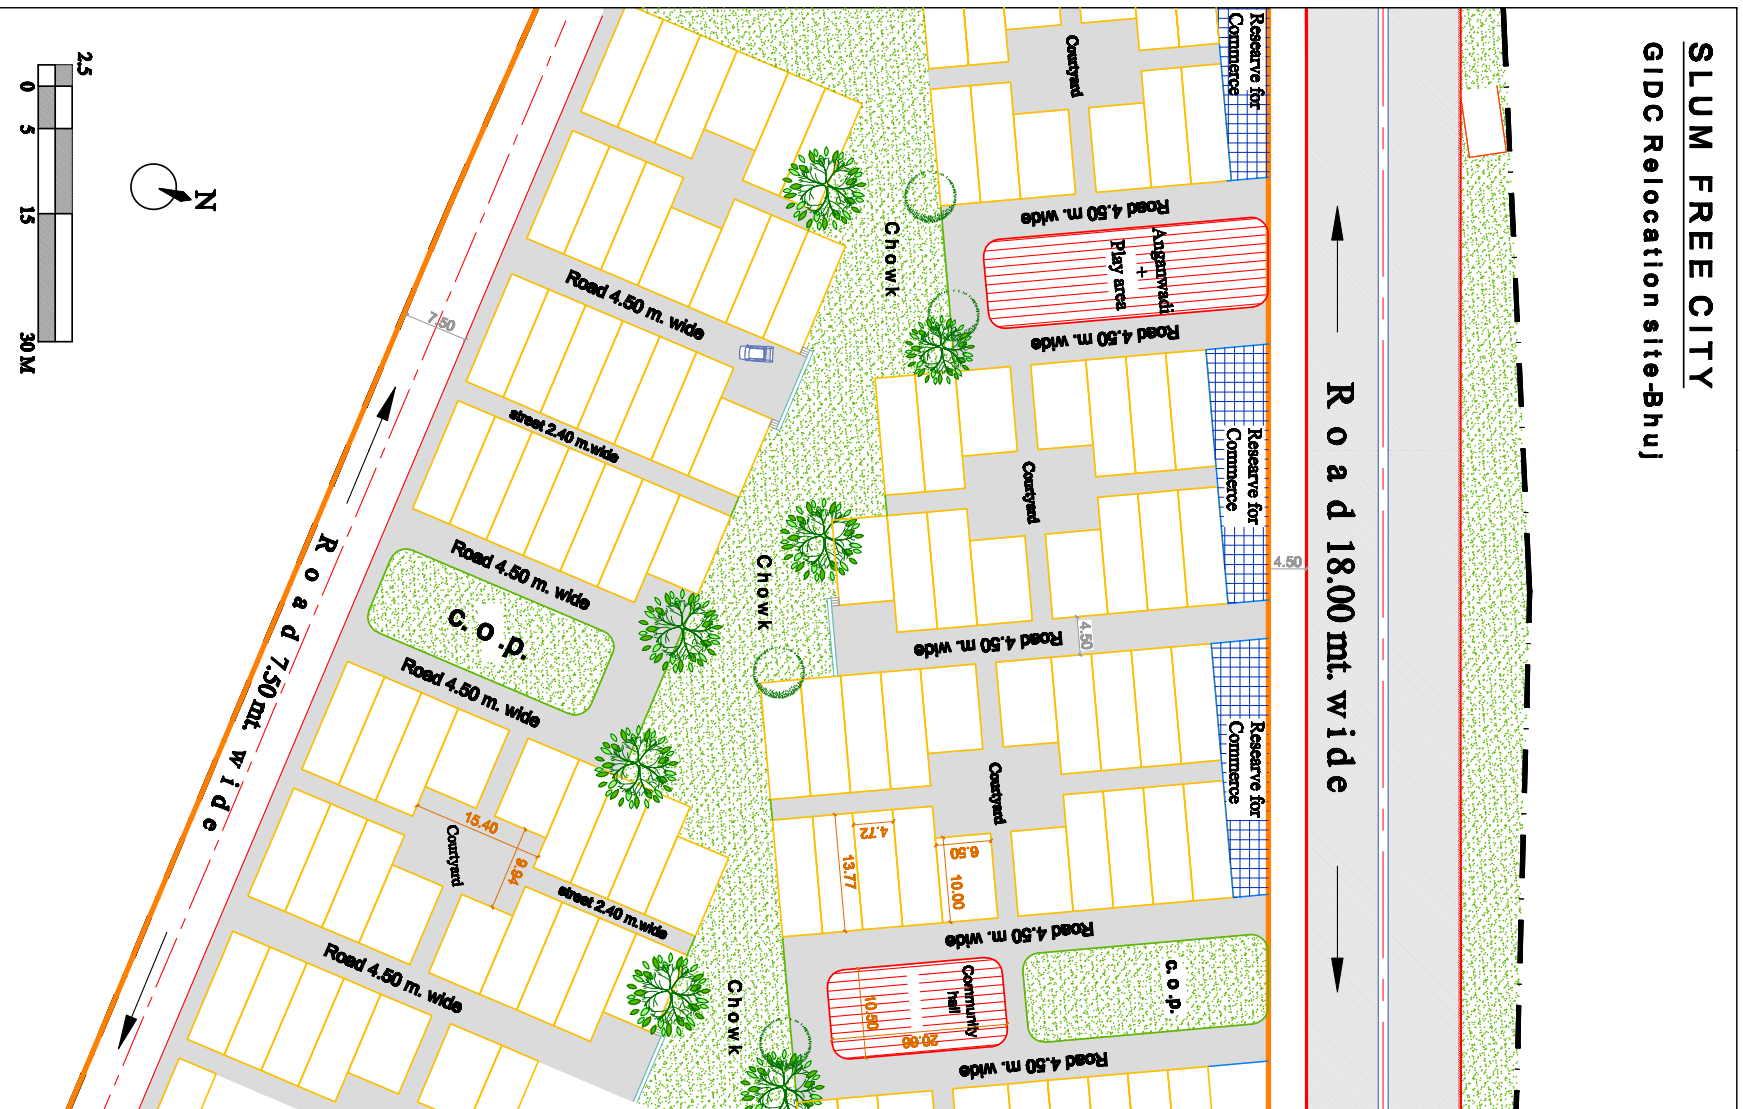 SLUM FREE CITY
GIDC Relocation site-Bhuj
Road 18.00 mt. wide
Road 7.50 mt. wide
Researve for
Commerce
Researve for
Commerce
Researve for
Commerce
Courtyard
Courtyard
Courtyard
Courtyard
Road 4.50 m. wide
Anganwadi
+
Play area
Road 4.50 m. wide
Road 4.50 m. wide
Road 4.50 m. wide
Road 4.50 m. wide
Community
hall
c. o .p.
Chowk
Chowk
Chowk
Road 4.50 m. wide
street 2.40 m.wide
Road 4.50 m. wide
c. o .p.
Road 4.50 m. wide
street 2.40 m.wide
Road 4.50 m. wide
4.50
4.50
7.50
15.40
9.94
4.72
13.77
6.50
10.00
10.50
20.66
N
2.5
0
5
15
30 M